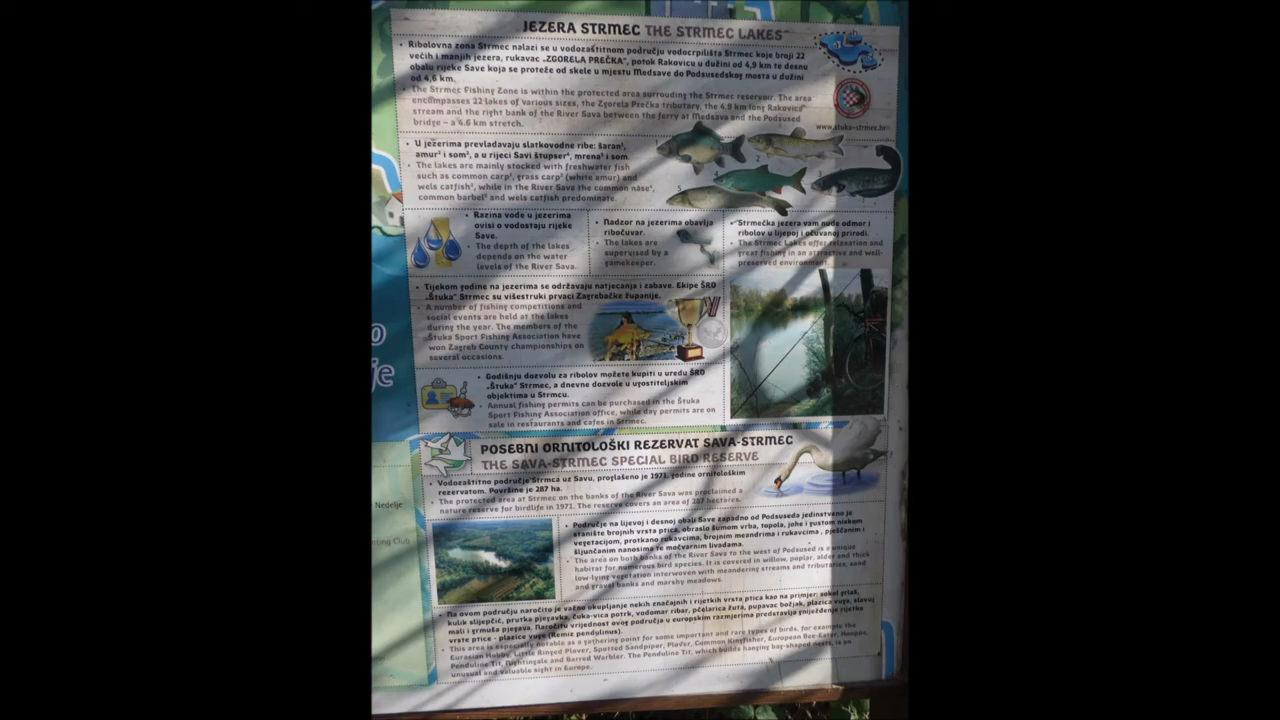 JEZERA STRMEC THE STRMEC LAKES
• Ribolovna zona Strmec nalazi se u vodozaštitnom području vodocrpilišta Strmec koje broji 22
većih i manjih jezera, rukavac „ZGORELA PREČKA", potok Rakovicu u dužini od 4,9 km te desnu
obalu rijeke Save koja se proteže od skele u mjestu Medsave do Podsusedskog mosta u dužini
od 4,6 km.
• The Strmec Fishing Zone is within the protected area surrouding the Strmec reservoir. The area
encompasses 22 lakes of various sizes, the Zgorela Prečka tributary, the 4.9 km long Rakovica
stream and the right bank of the River Sava between the ferry at Medsava and the Podsused
bridge – a 4.6 km stretch.
www.stuka-strmec.hr
• U jezerima prevladavaju slatkovodne ribe: šaran¹,
amur² i som³, a u rijeci Savi štupser⁴, mrena⁵ i som.
• The lakes are mainly stocked with freshwater fish
such as common carp¹, grass carp² (white amur) and
wels catfish³, while in the River Sava the common nase⁴,
common barbel⁵ and wels catfish predominate.
1
2
3
4
5
• Razina vode u jezerima
ovisi o vodostaju rijeke
Save.
• The depth of the lakes
depends on the water
levels of the River Sava.
• Nadzor na jezerima obavlja
ribočuvar.
• The lakes are
supervised by a
gamekeeper.
• Strmečka jezera vam nude odmor i
ribolov u lijepoj i očuvanoj prirodi.
• The Strmec Lakes offer relaxation and
great fishing in an attractive and well-
preserved environment.
• Tijekom godine na jezerima se održavaju natjecanja i zabave. Ekipe ŠRD
„Štuka" Strmec su višestruki prvaci Zagrebačke županije.
• A number of fishing competitions and
social events are held at the lakes
during the year. The members of the
Štuka Sport Fishing Association have
won Zagreb County championships on
several occasions.
• Godišnju dozvolu za ribolov možete kupiti u uredu ŠRD
„Štuka" Strmec, a dnevne dozvole u ugostiteljskim
objektima u Strmcu.
• Annual fishing permits can be purchased in the Štuka
Sport Fishing Association office, while day permits are on
sale in restaurants and cafes in Strmec.
POSEBNI ORNITOLOŠKI REZERVAT SAVA-STRMEC
THE SAVA-STRMEC SPECIAL BIRD RESERVE
• Vodozaštitno područje Strmca uz Savu, proglašeno je 1971. godine ornitološkim
rezervatom. Površine je 287 ha.
• The protected area at Strmec on the banks of the River Sava was proclaimed a
nature reserve for birdlife in 1971. The reserve covers an area of 287 hectares.
• Područje na lijevoj i desnoj obali Save zapadno od Podsuseda jedinstveno je
stanište brojnih vrsta ptica, obraslo šumom vrba, topola, johe i gustom niskom
vegetacijom, protkano rukavcima, brojnim meandrima i rukavcima , pješčanim i
šljunčanim nanosima te močvarnim livadama.
• The area on both banks of the River Sava to the west of Podsused is a unique
habitat for numerous bird species. It is covered in willow, poplar, alder and thick
low-lying vegetation interwoven with meandering streams and tributaries, sand
and gravel banks and marshy meadows.
• Na ovom području naročito je važno okupljanje nekih značajnih i rijetkih vrsta ptica kao na primjer: sokol grlaš,
kulik slijepčić, prutka pjegavka, čuka-vica potrk, vodomar ribar, pčelarica žuta, pupavac božjak, plazica vuga, slavuj
mali i grmuša pjegava. Naročitu vrijednost ovog područja u europskim razmjerima predstavlja gniježđenje rijetke
vrste ptice - plazice vuge (Remiz pendulinus).
• This area is especially notable as a gathering point for some important and rare types of birds, for example the
Eurasian Hobby, Little Ringed Plover, Spotted Sandpiper, Plover, Common Kingfisher, European Bee-Eater, Hoopoe,
Penduline Tit, Nightingale and Barred Warbler. The Penduline Tit, which builds hanging bag-shaped nests, is an
unusual and valuable sight in Europe.
o
je
Nedelje
ting Club